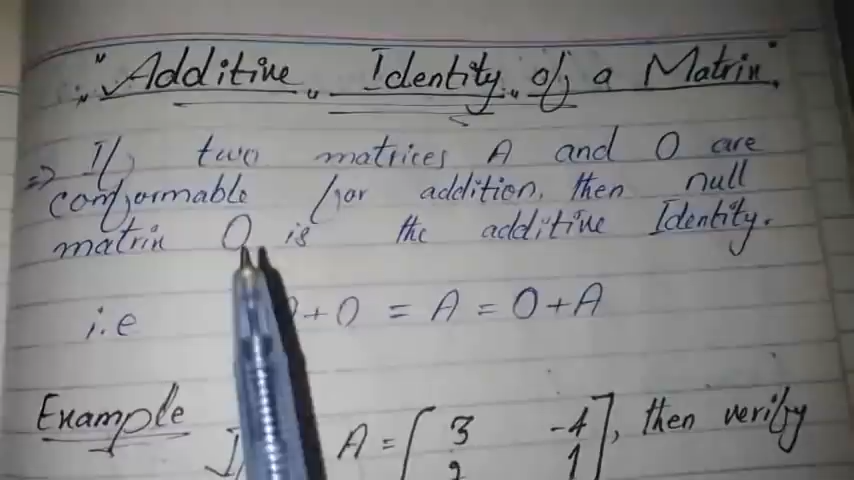 "Additive Identity of a Matrix"
=> If two matrices A and O are
conformable for addition, then null
matrix O is the additive Identity.
i.e + O = A = O + A
Example
If A = [ 3 -4 ], then verify
1